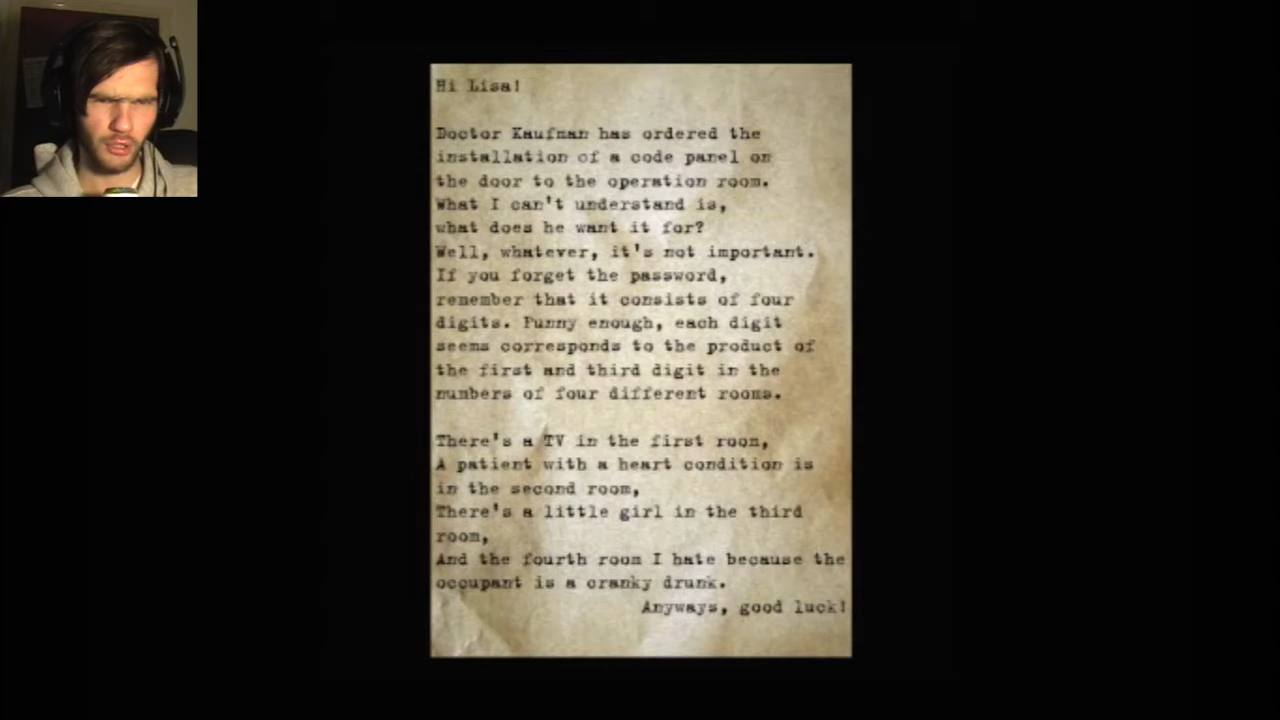 Hi Lisa!
Doctor Kaufman has ordered the
installation of a code panel on
the door to the operation room.
What I can't understand is,
what does he want it for?
Well, whatever, it's not important.
If you forget the password,
remember that it consists of four
digits. Funny enough, each digit
seems corresponds to the product of
the first and third digit in the
numbers of four different rooms.
There's a TV in the first room,
A patient with a heart condition is
in the second room,
There's a little girl in the third
room,
And the fourth room I hate because the
occupant is a cranky drunk.
Anyways, good luck!